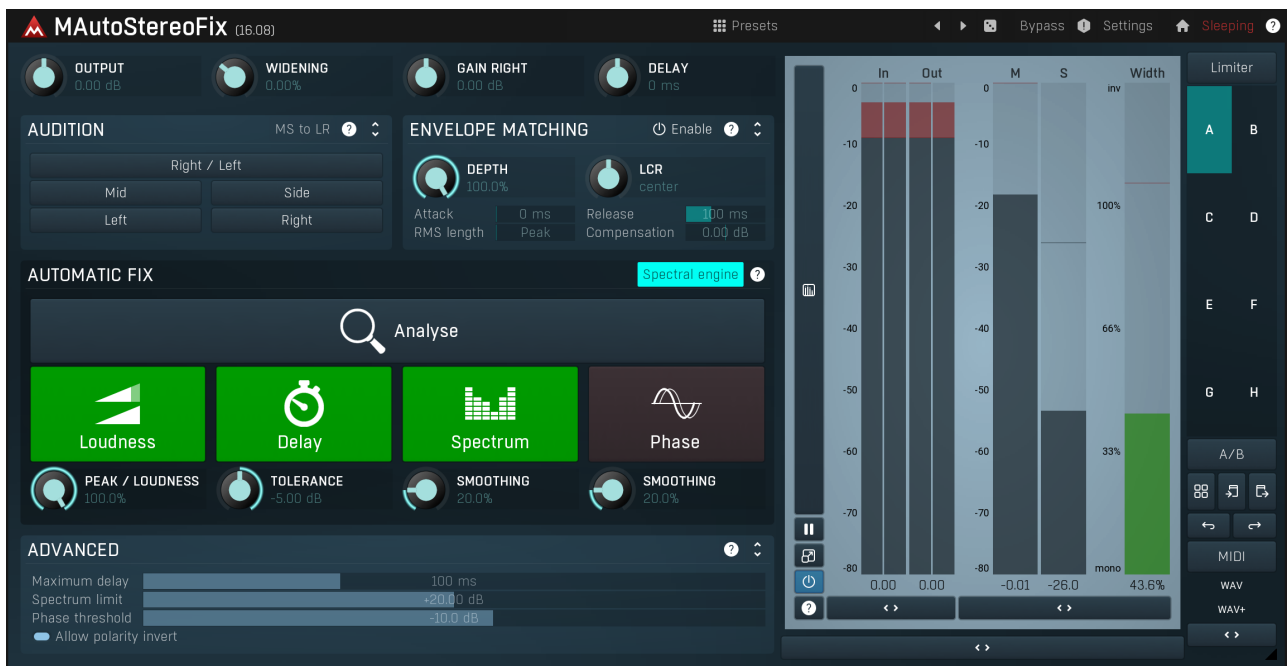 MAutoStereoFix (16.08) Presets Bypass Settings Sleeping ?
OUTPUT WIDENING GAIN RIGHT DELAY
0.00 dB 0.00% 0.00 dB 0 ms
AUDITION MS to LR ?
Right / Left
Mid Side
Left Right
ENVELOPE MATCHING Enable ?
DEPTH LCR
100.0% center
Attack 0 ms Release 100 ms
RMS length Peak Compensation 0.00 dB
AUTOMATIC FIX Spectral engine ?
Analyse
Loudness Delay Spectrum Phase
PEAK / LOUDNESS TOLERANCE SMOOTHING SMOOTHING
100.0% -5.00 dB 20.0% 20.0%
ADVANCED ?
Maximum delay 100 ms
Spectrum limit +20.00 dB
Phase threshold -10.0 dB
Allow polarity invert
In Out M S Width
0 0 inv
-10 -10
-20 -20 100%
-30 -30
-40 -40 66%
-50 -50
-60 -60 33%
-70 -70
-80 -80 mono
0.00 0.00 -0.01 -26.0 43.6%
?
Limiter
A B
C D
E F
G H
A/B
MIDI
WAV
WAV+